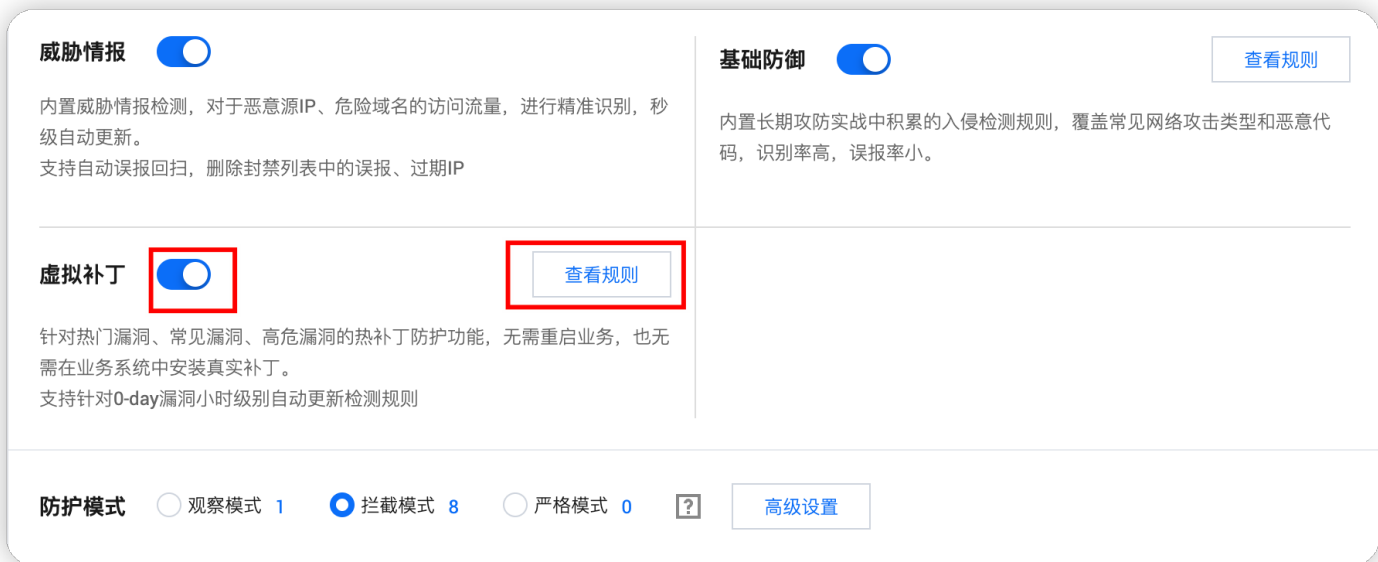 威胁情报
内置威胁情报检测，对于恶意源IP、危险域名的访问流量，进行精准识别，秒
级自动更新。
支持自动误报回扫，删除封禁列表中的误报、过期IP
基础防御
查看规则
内置长期攻防实战中积累的入侵检测规则，覆盖常见网络攻击类型和恶意代
码，识别率高，误报率小。
虚拟补丁
查看规则
针对热门漏洞、常见漏洞、高危漏洞的热补丁防护功能，无需重启业务，也无
需在业务系统中安装真实补丁。
支持针对0-day漏洞小时级别自动更新检测规则
防护模式 观察模式 1 拦截模式 8 严格模式 0 ? 高级设置